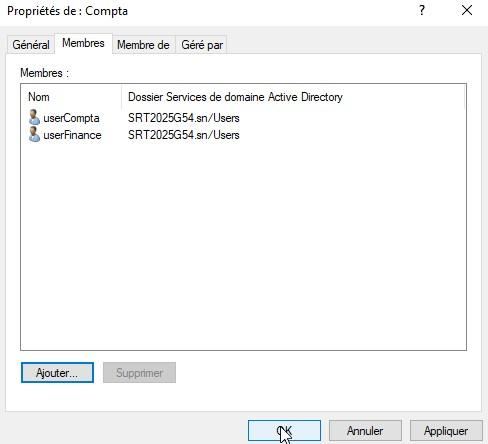 Propriétés de : Compta
?
Général Membres Membre de Géré par
Membres :
Nom Dossier Services de domaine Active Directory
userCompta SRT2025G54.sn/Users
userFinance SRT2025G54.sn/Users
Ajouter... Supprimer
OK Annuler Appliquer